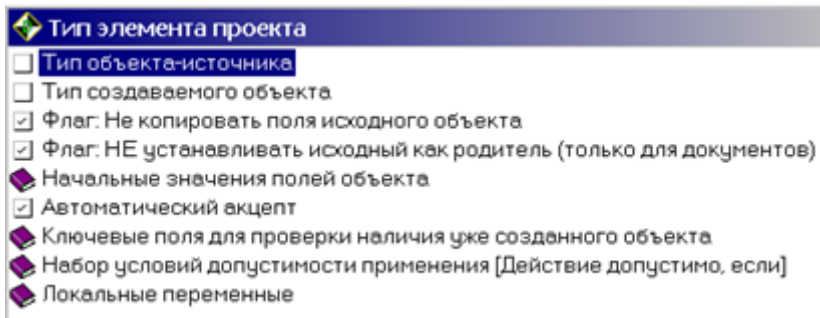 Тип элемента проекта
Тип объекта-источника
Тип создаваемого объекта
Флаг: Не копировать поля исходного объекта
Флаг: НЕ устанавливать исходный как родитель (только для документов)
Начальные значения полей объекта
Автоматический акцепт
Ключевые поля для проверки наличия уже созданного объекта
Набор условий допустимости применения [Действие допустимо, если]
Локальные переменные